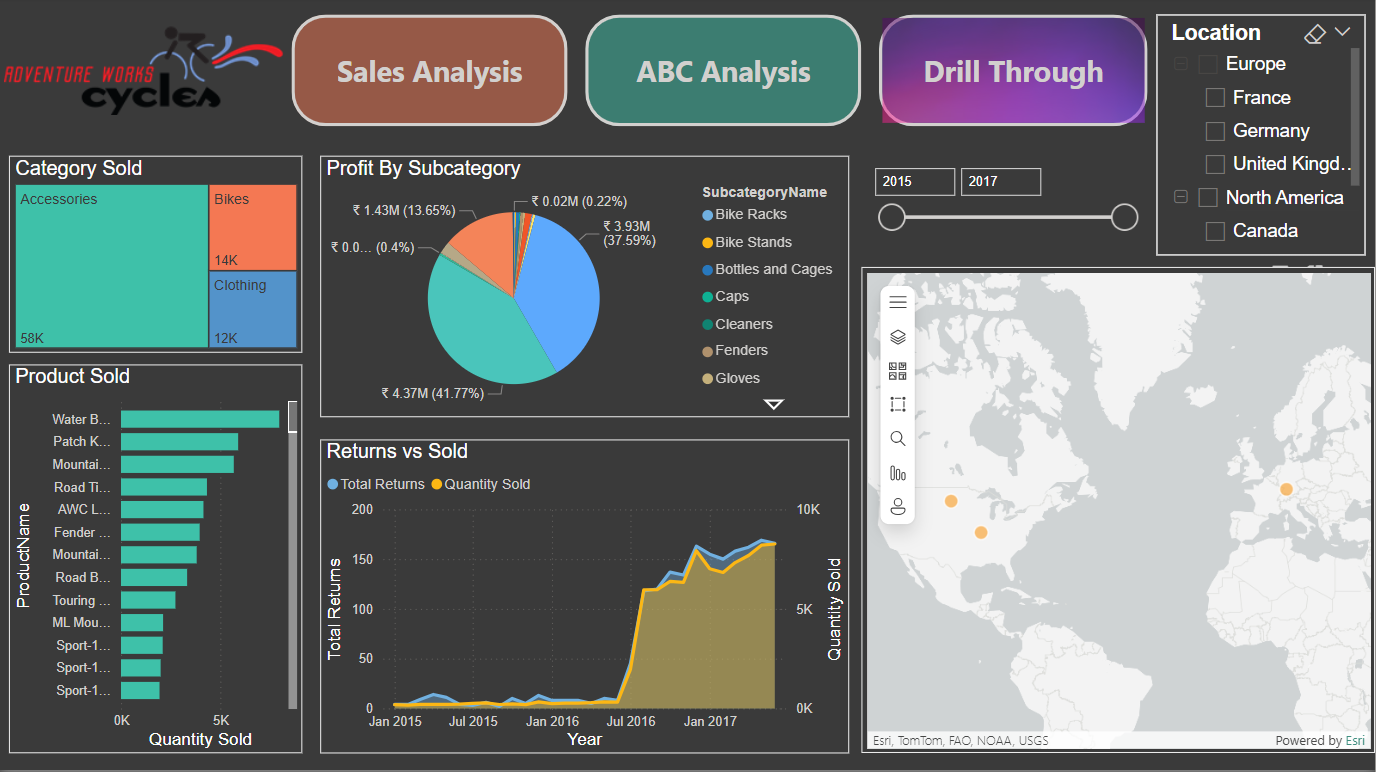 ADVENTURE WORKS
cycles
Sales Analysis
ABC Analysis
Drill Through
Location
Europe
France
Germany
United Kingd...
North America
Canada
2015
2017
Category Sold
Accessories
58K
Bikes
14K
Clothing
12K
Profit By Subcategory
₹ 1.43M (13.65%)
₹ 0.02M (0.22%)
₹ 3.93M
(37.59%)
₹ 0.0... (0.4%)
₹ 4.37M (41.77%)
SubcategoryName
Bike Racks
Bike Stands
Bottles and Cages
Caps
Cleaners
Fenders
Gloves
Product Sold
ProductName
Water B...
Patch K...
Mountai...
Road Ti...
AWC L...
Fender ...
Mountai...
Road B...
Touring ...
ML Mou...
Sport-1...
Sport-1...
Sport-1...
0K
5K
Quantity Sold
Returns vs Sold
Total Returns
Quantity Sold
Total Returns
200
150
100
50
0
10K
5K
0K
Quantity Sold
Jan 2015
Jul 2015
Jan 2016
Jul 2016
Jan 2017
Year
Esri, TomTom, FAO, NOAA, USGS
Powered by Esri